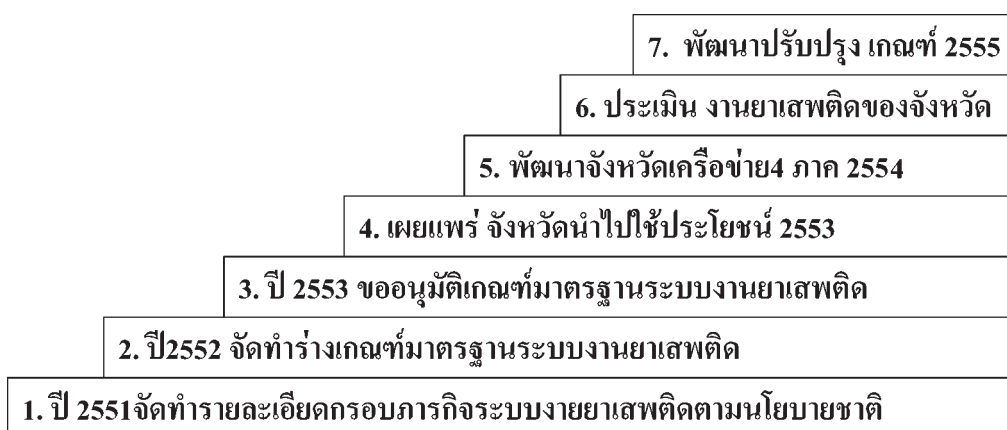 7. พัฒนาปรับปรุง เกณฑ์ 2555
6. ประเมิน งานยาเสพติดของจังหวัด
5. พัฒนาจังหวัดเครือข่าย4 ภาค 2554
4. เผยแพร่ จังหวัดนำไปใช้ประโยชน์ 2553
3. ปี 2553 ขออนุมัติเกณฑ์มาตรฐานระบบงานยาเสพติด
2. ปี2552 จัดทำร่างเกณฑ์มาตรฐานระบบงานยาเสพติด
1. ปี 2551จัดทำรายละเอียดกรอบภารกิจระบบงายยาเสพติดตามนโยบายชาติ